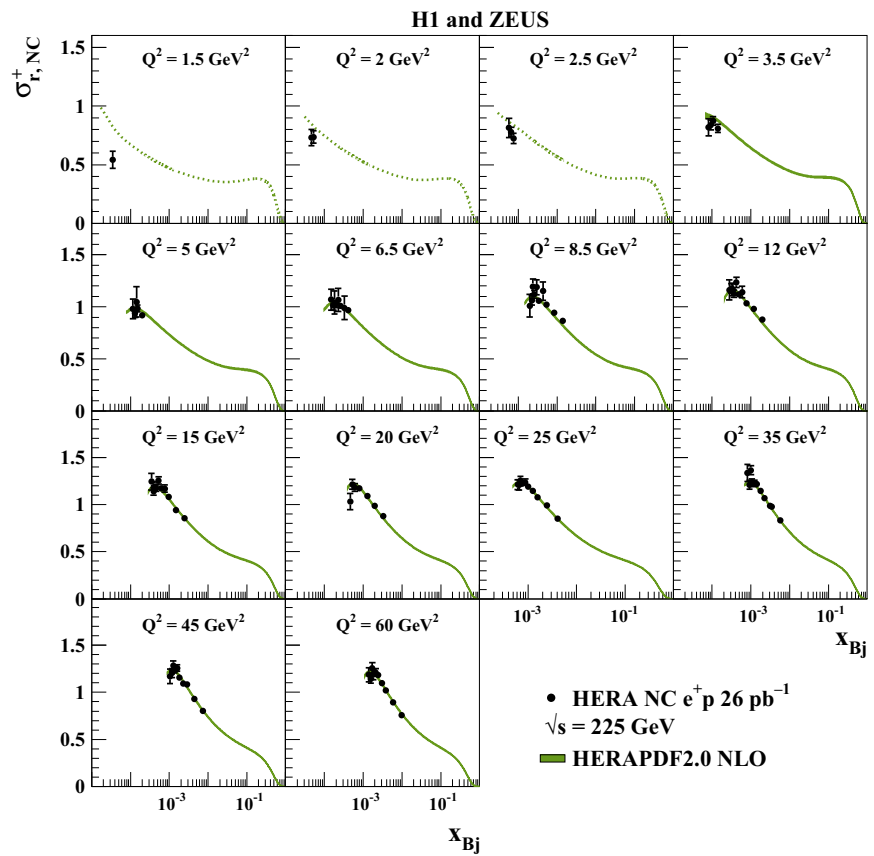 H1 and ZEUS
σ⁺r, NC
Q² = 1.5 GeV²
Q² = 2 GeV²
Q² = 2.5 GeV²
Q² = 3.5 GeV²
1.5
1
0.5
0
Q² = 5 GeV²
Q² = 6.5 GeV²
Q² = 8.5 GeV²
Q² = 12 GeV²
1.5
1
0.5
0
Q² = 15 GeV²
Q² = 20 GeV²
Q² = 25 GeV²
Q² = 35 GeV²
1.5
1
0.5
0
10⁻³ 10⁻¹ 10⁻³ 10⁻¹
x_Bj
Q² = 45 GeV²
Q² = 60 GeV²
1.5
1
0.5
0
10⁻³ 10⁻¹ 10⁻³ 10⁻¹
x_Bj
HERA NC e⁺p 26 pb⁻¹
√s = 225 GeV
HERAPDF2.0 NLO